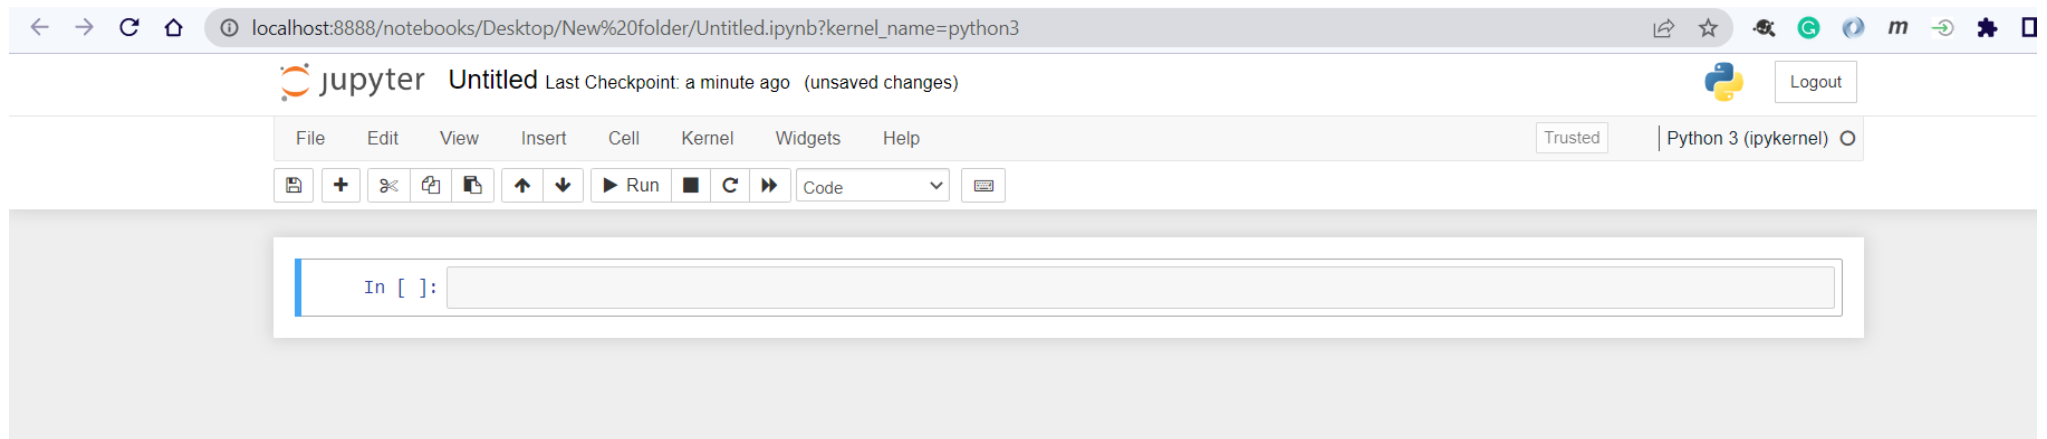 localhost:8888/notebooks/Desktop/New%20folder/Untitled.ipynb?kernel_name=python3 G m
jupyter Untitled Last Checkpoint: a minute ago (unsaved changes) Logout
File Edit View Insert Cell Kernel Widgets Help Trusted Python 3 (ipykernel)
Run Code
In [ ]: